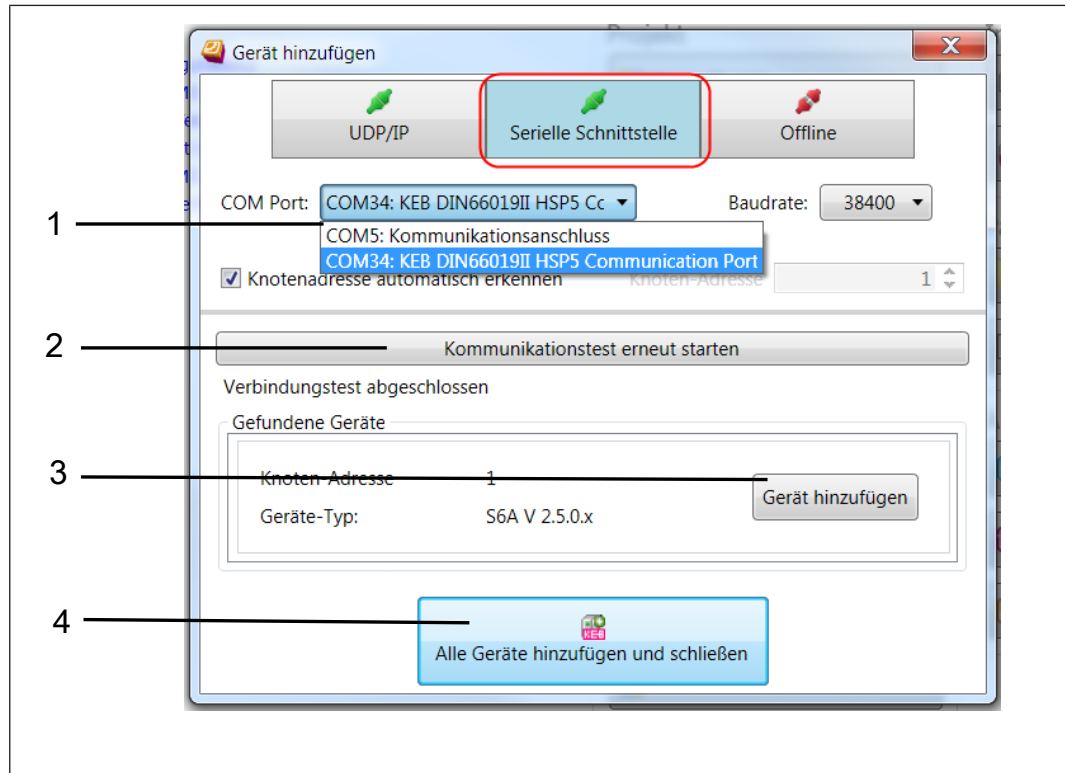 Gerät hinzufügen
UDP/IP
Serielle Schnittstelle
Offline
COM Port: COM34: KEB DIN66019II HSP5 Cc
Baudrate: 38400
1
COM5: Kommunikationsanschluss
COM34: KEB DIN66019II HSP5 Communication Port
Knotenadresse automatisch erkennen
Knoten-Adresse 1
2
Kommunikationstest erneut starten
Verbindungstest abgeschlossen
Gefundene Geräte
3
Knoten-Adresse 1
Gerät hinzufügen
Geräte-Typ: S6A V 2.5.0.x
4
KEB
Alle Geräte hinzufügen und schließen